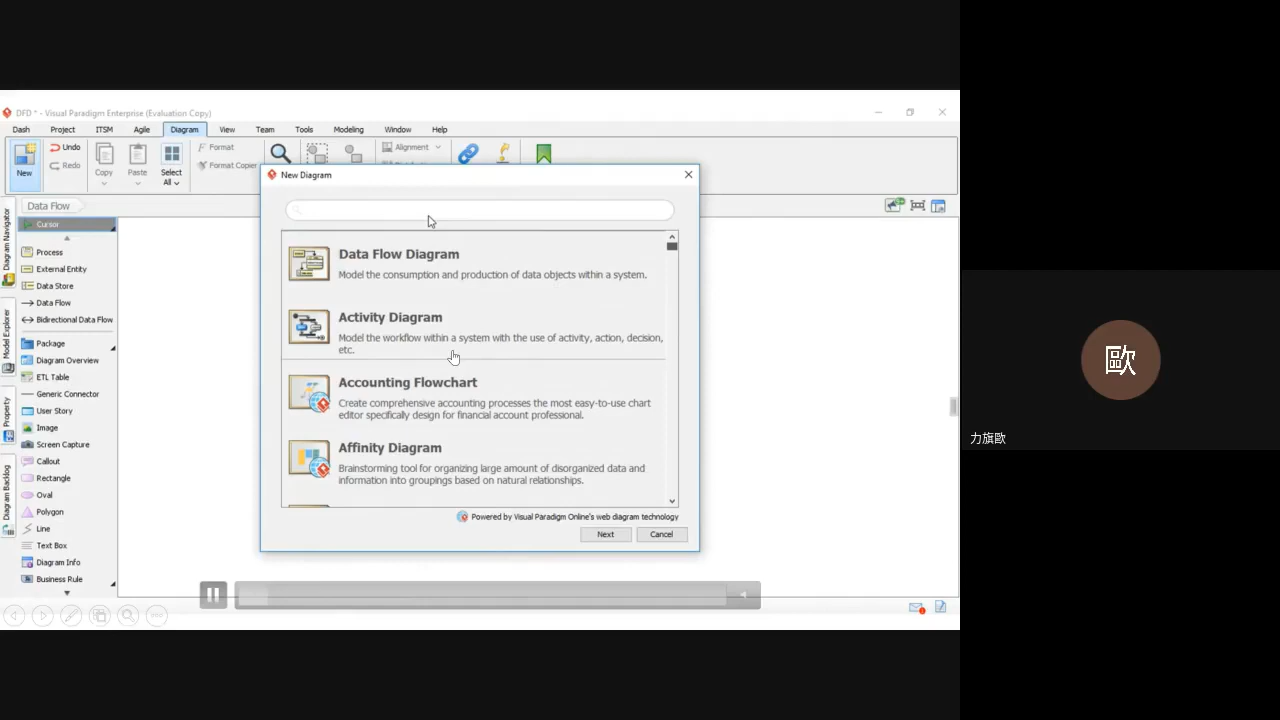 DFD * - Visual Paradigm Enterprise (Evaluation Copy)
Dash Project ITSM Agile Diagram View Team Tools Modeling Window Help
New
Undo
Redo
Copy
Paste
Select
All
Format
Format Copier
Alignment
New Diagram
Data Flow
Diagram Navigator
Model Explorer
Property
Diagram Backlog
Cursor
Process
External Entity
Data Store
Data Flow
Bidirectional Data Flow
Package
Diagram Overview
ETL Table
Generic Connector
User Story
Image
Screen Capture
Callout
Rectangle
Oval
Polygon
Line
Text Box
Diagram Info
Business Rule
Data Flow Diagram
Model the consumption and production of data objects within a system.
Activity Diagram
Model the workflow within a system with the use of activity, action, decision,
etc.
Accounting Flowchart
Create comprehensive accounting processes the most easy-to-use chart
editor specifically design for financial account professional.
Affinity Diagram
Brainstorming tool for organizing large amount of disorganized data and
information into groupings based on natural relationships.
Powered by Visual Paradigm Online's web diagram technology
Next Cancel
歐
力旗歐